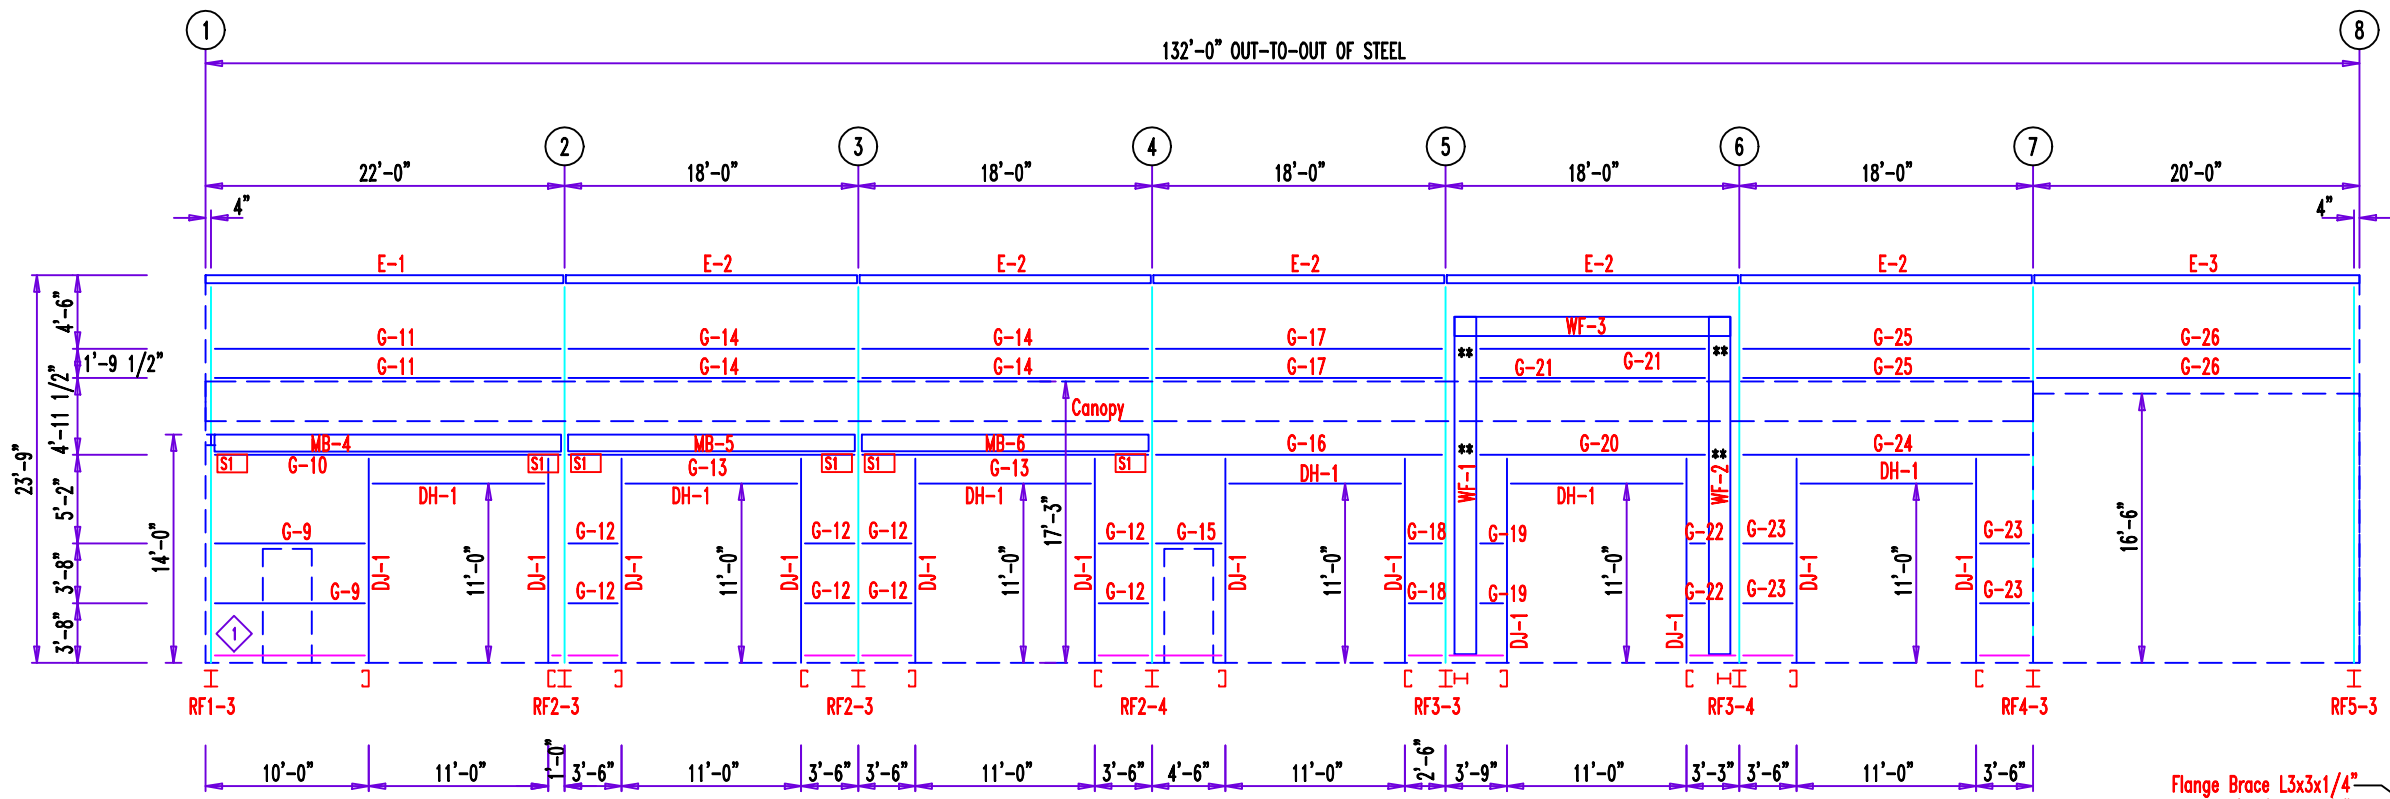 1
8
132'-0" OUT-TO-OUT OF STEEL
2
3
4
5
6
7
22'-0"
18'-0"
18'-0"
18'-0"
18'-0"
18'-0"
20'-0"
4"
4"
E-1
E-2
E-2
E-2
E-2
E-2
E-3
4'-6"
1'-9 1/2"
4'-11 1/2"
5'-2"
3'-8"
3'-8"
23'-9"
14'-0"
G-11
G-14
G-14
G-17
WF-3
G-25
G-26
**
**
G-11
G-14
G-14
G-17
G-21
G-21
G-25
G-26
Canopy
MB-4
MB-5
MB-6
G-16
**
G-20
**
G-24
S1
G-10
S1
S1
G-13
S1
S1
G-13
S1
DH-1
DH-1
DH-1
DH-1
DH-1
DH-1
WF-1
WF-2
17'-3"
16'-6"
G-9
G-12
G-12
G-12
G-12
G-15
G-18
G-19
G-22
G-23
G-23
DJ-1
11'-0"
DJ-1
DJ-1
11'-0"
DJ-1
DJ-1
11'-0"
DJ-1
DJ-1
11'-0"
DJ-1
11'-0"
DJ-1
11'-0"
DJ-1
G-9
G-12
G-12
G-12
G-12
G-18
G-19
G-22
G-23
G-23
DJ-1
DJ-1
1
RF1-3
RF2-3
RF2-3
RF2-4
RF3-3
RF3-4
RF4-3
RF5-3
10'-0"
11'-0"
1'-0"
3'-6"
11'-0"
3'-6"
3'-6"
11'-0"
3'-6"
4'-6"
11'-0"
2'-6"
3'-9"
11'-0"
3'-3"
3'-6"
11'-0"
3'-6"
Flange Brace L3x3x1/4"